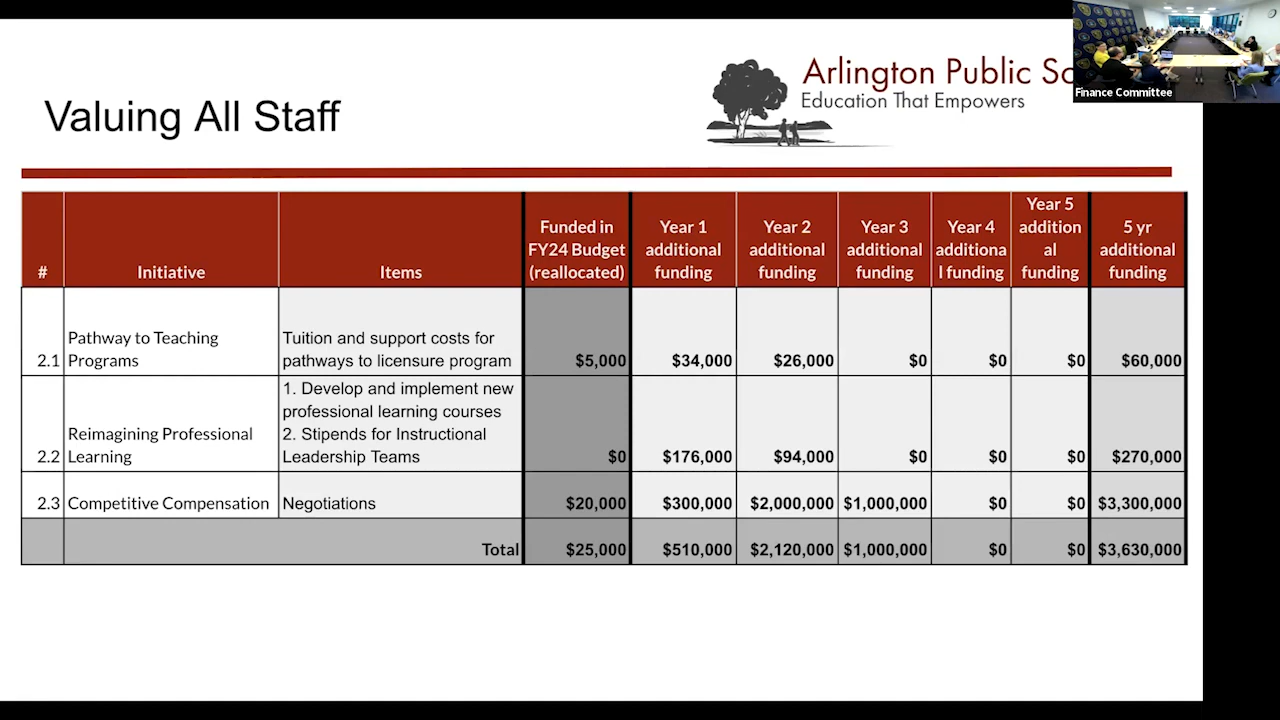 Arlington Public
Education That Empowers
Finance Committee
Valuing All Staff
# Initiative Items Funded in FY24 Budget (reallocated) Year 1 additional funding Year 2 additional funding Year 3 additional funding Year 4 additiona l funding Year 5 addition al funding 5 yr additional funding
2.1 Pathway to Teaching Programs Tuition and support costs for pathways to licensure program $5,000 $34,000 $26,000 $0 $0 $0 $60,000
2.2 Reimagining Professional Learning 1. Develop and implement new professional learning courses 2. Stipends for Instructional Leadership Teams $0 $176,000 $94,000 $0 $0 $0 $270,000
2.3 Competitive Compensation Negotiations $20,000 $300,000 $2,000,000 $1,000,000 $0 $0 $3,300,000
Total $25,000 $510,000 $2,120,000 $1,000,000 $0 $0 $3,630,000